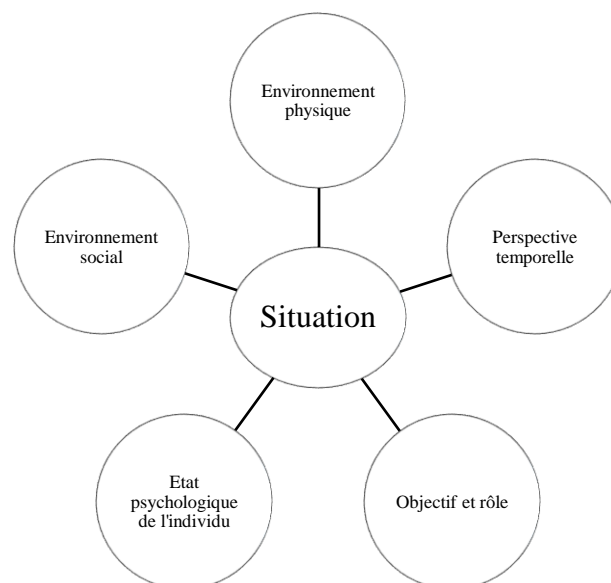 Environnement
physique
Environnement
social
Perspective
temporelle
Situation
Etat
psychologique
de l'individu
Objectif et rôle